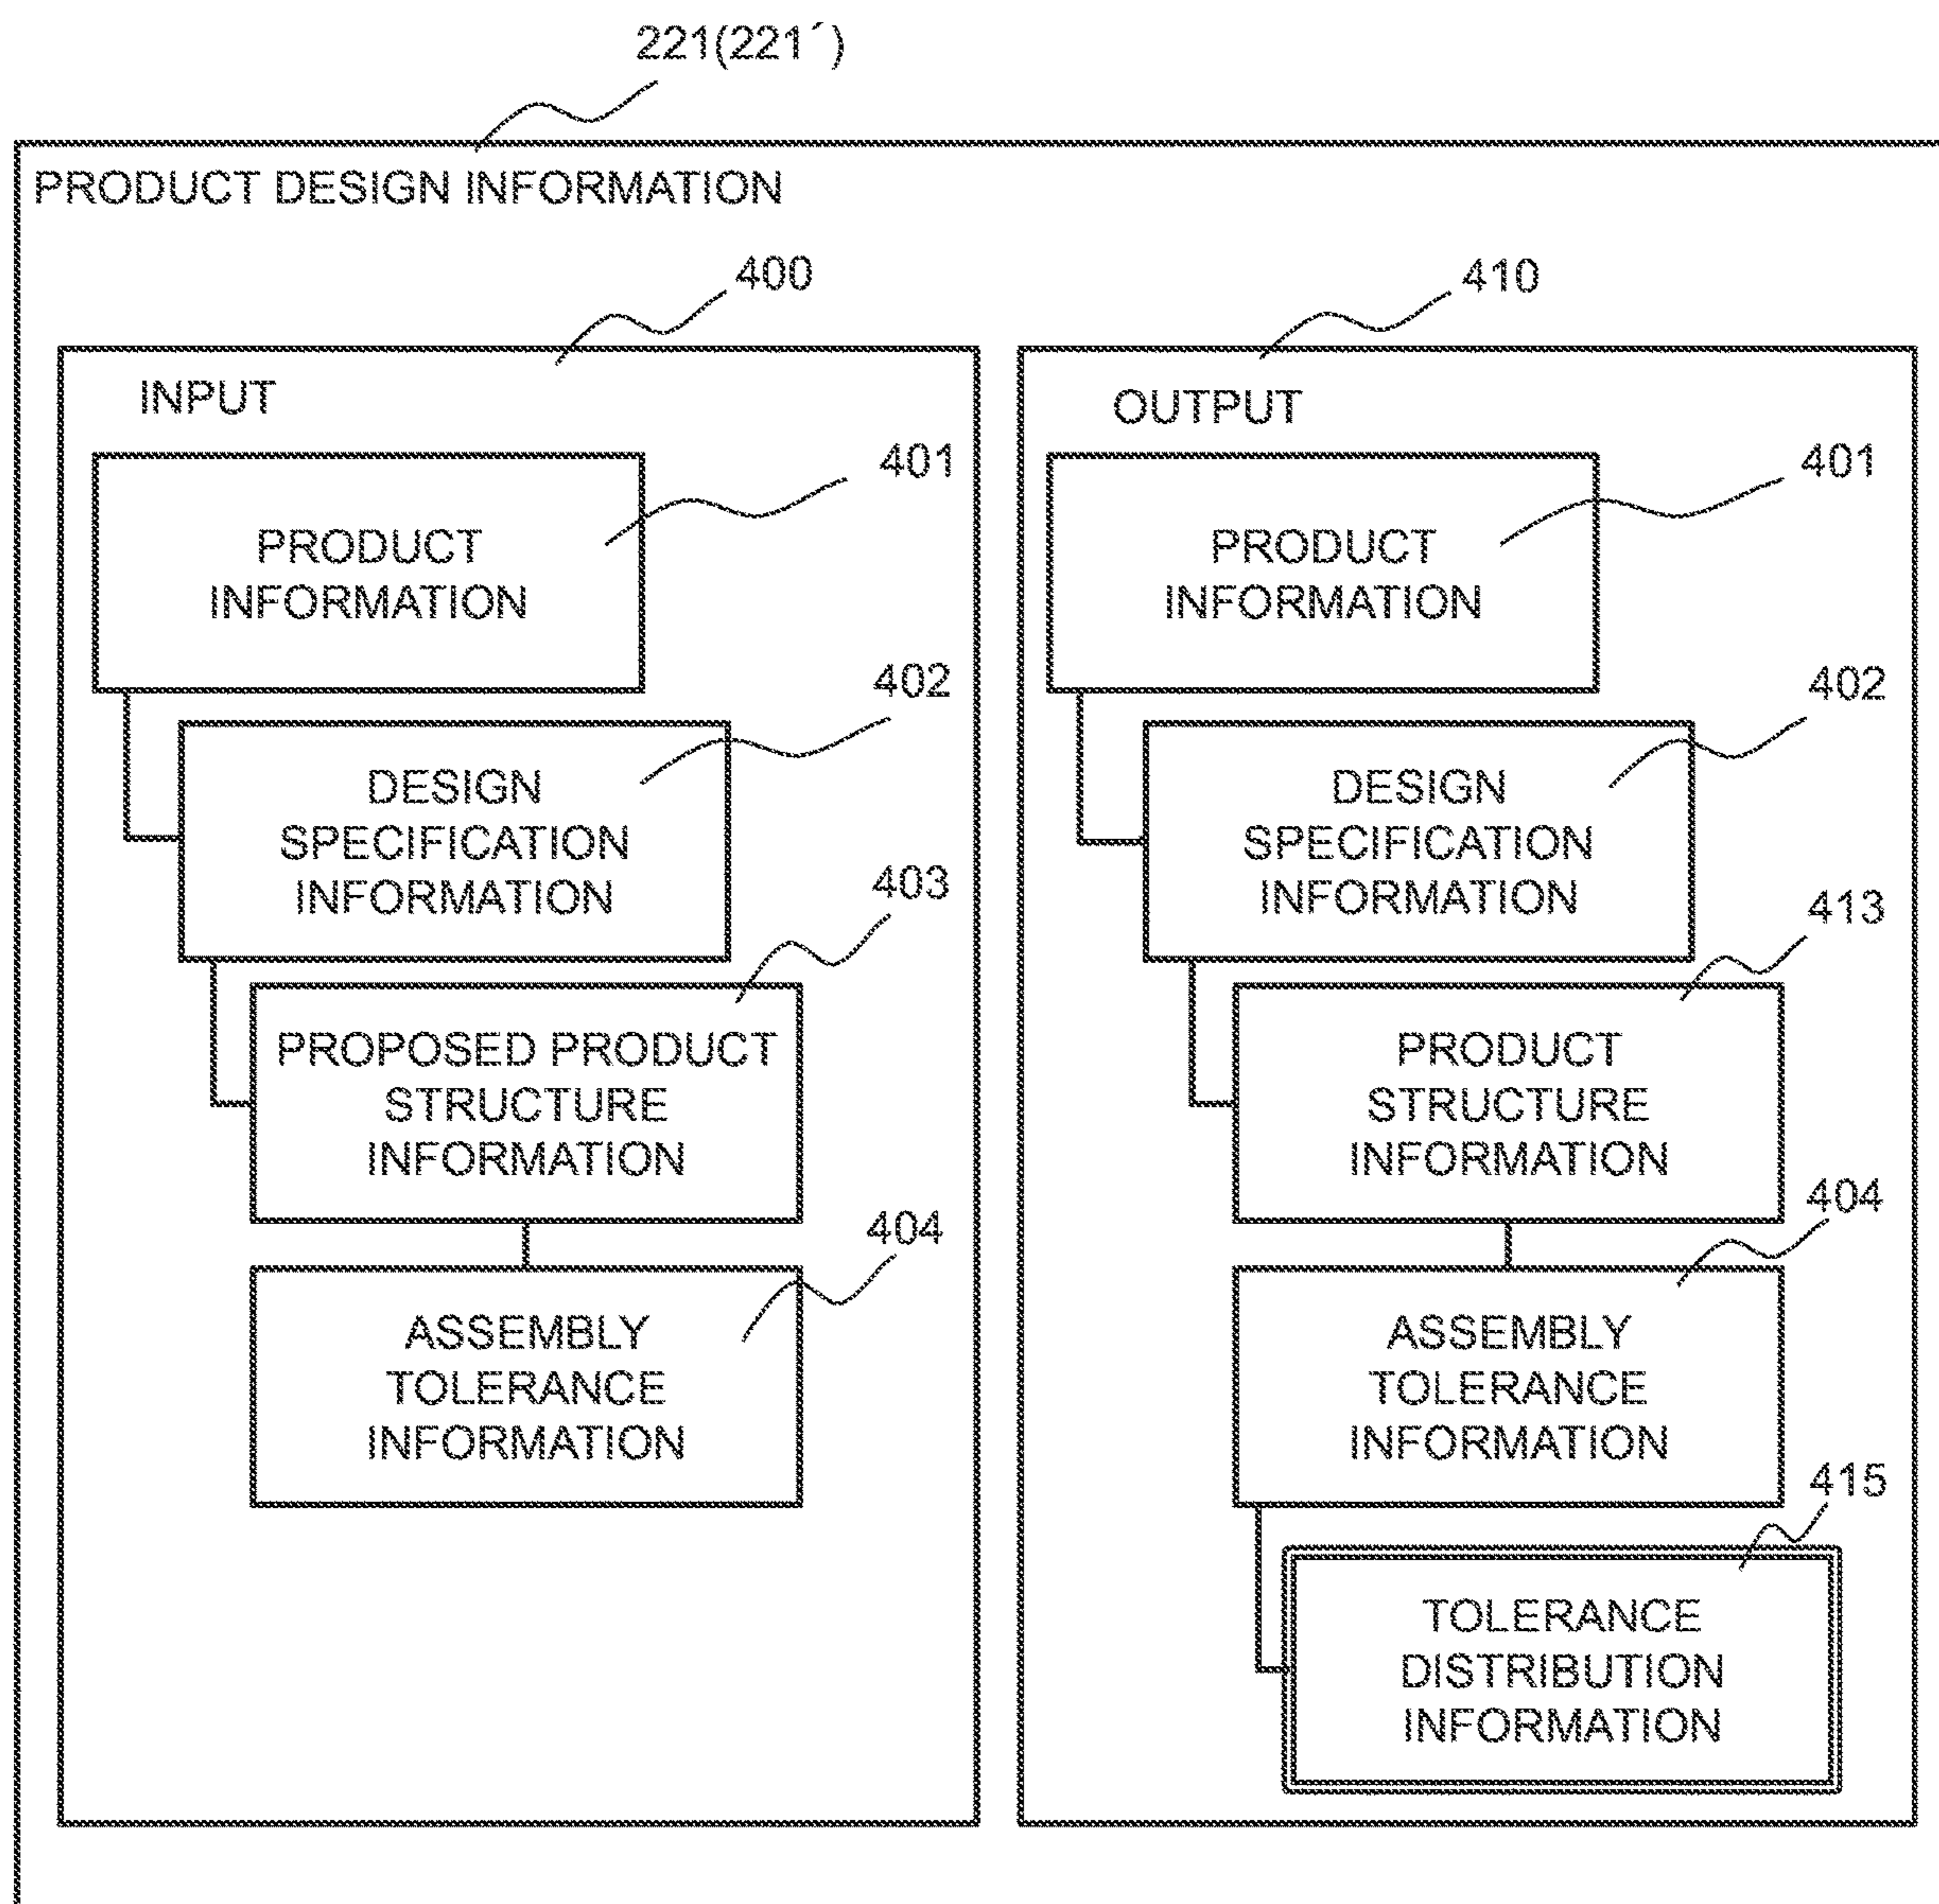 221(221´)
PRODUCT DESIGN INFORMATION
400
INPUT
401
PRODUCT
INFORMATION
402
DESIGN
SPECIFICATION
INFORMATION
403
PROPOSED PRODUCT
STRUCTURE
INFORMATION
404
ASSEMBLY
TOLERANCE
INFORMATION
410
OUTPUT
401
PRODUCT
INFORMATION
402
DESIGN
SPECIFICATION
INFORMATION
413
PRODUCT
STRUCTURE
INFORMATION
404
ASSEMBLY
TOLERANCE
INFORMATION
415
TOLERANCE
DISTRIBUTION
INFORMATION